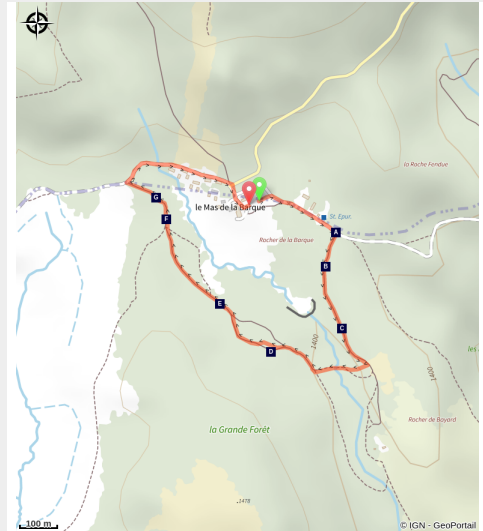 la Roche Fendue
le Mas de la Barque
St. Epur.
A
G
F
Rocher de la Barque
B
E
C
1400
D
les
1400
Rocher de Bayard
la Grande Forêt
1478
100 m
© IGN - GeoPortail